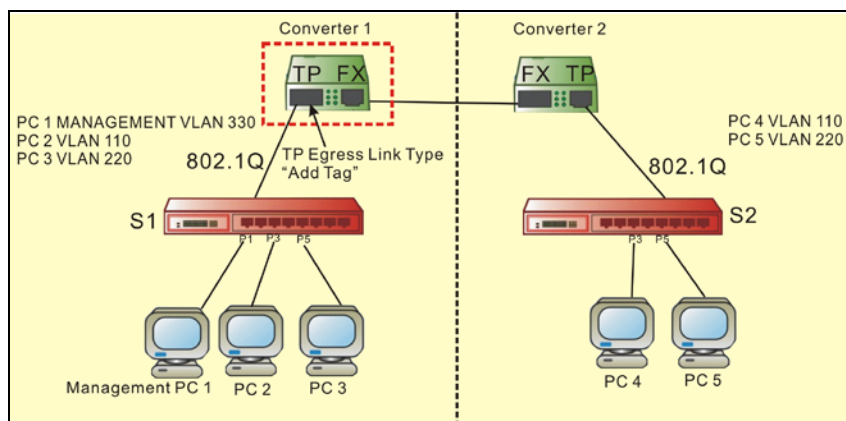 Converter 1
Converter 2
TP FX
FX TP
PC 1 MANAGEMENT VLAN 330
PC 2 VLAN 110
PC 3 VLAN 220
PC 4 VLAN 110
PC 5 VLAN 220
TP Egress Link Type
"Add Tag"
802.1Q
802.1Q
S1
S2
P1 P3 P5
P3 P5
Management PC 1
PC 2
PC 3
PC 4
PC 5